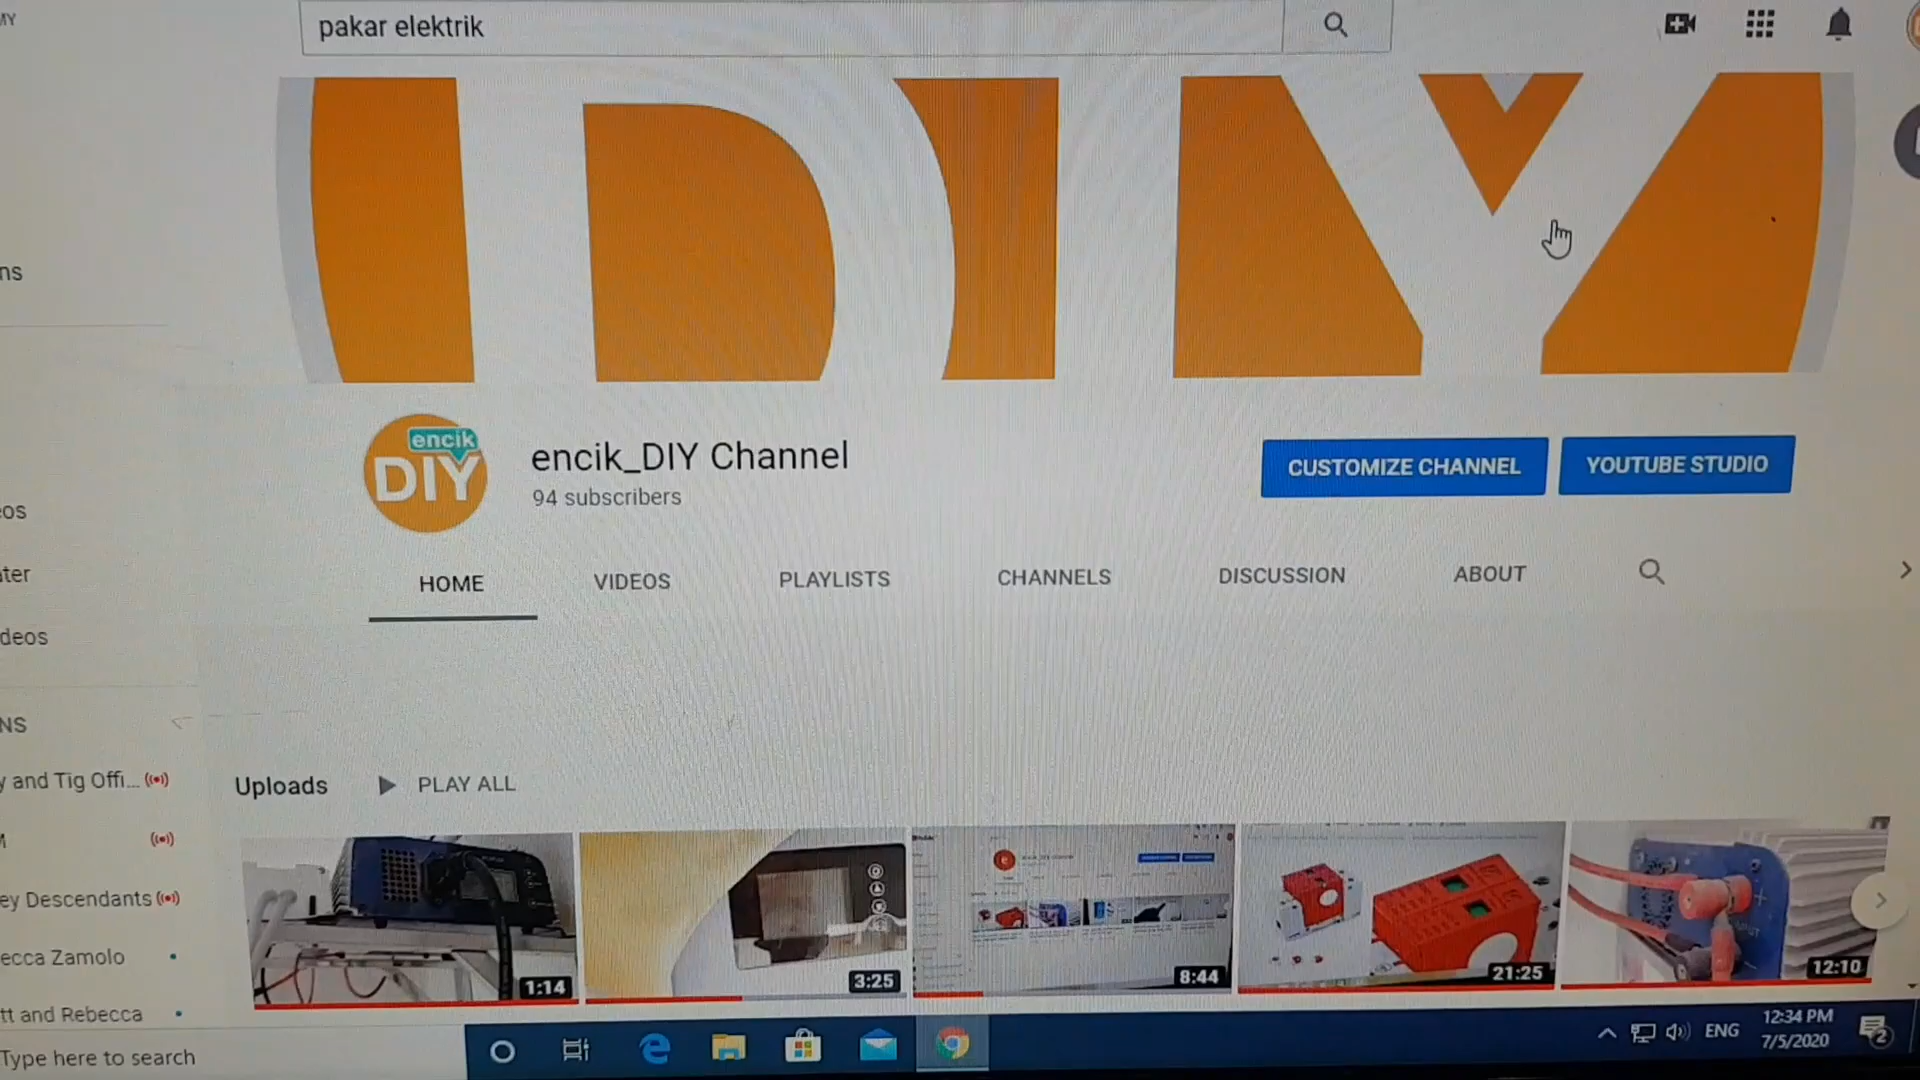 MY
pakar elektrik
DIY
ns
encik
DIY
encik_DIY Channel
94 subscribers
CUSTOMIZE CHANNEL
YOUTUBE STUDIO
HOME
VIDEOS
PLAYLISTS
CHANNELS
DISCUSSION
ABOUT
eos
ater
deos
NS
y and Tig Offi...
M
ey Descendants
ecca Zamolo
tt and Rebecca
Uploads
PLAY ALL
1:14
3:25
8:44
21:25
12:10
Type here to search
ENG
12:34 PM
7/5/2020
2